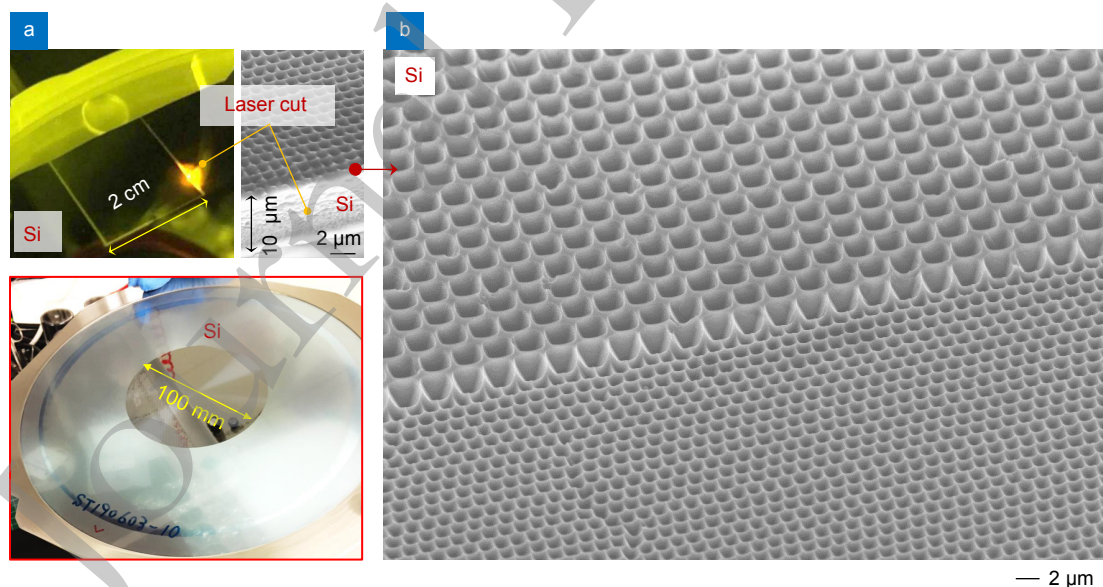 a
Laser cut
2 cm
Si
10 µm
Si
2 µm
Si
100 mm
ST190603-10
b
Si
2 µm